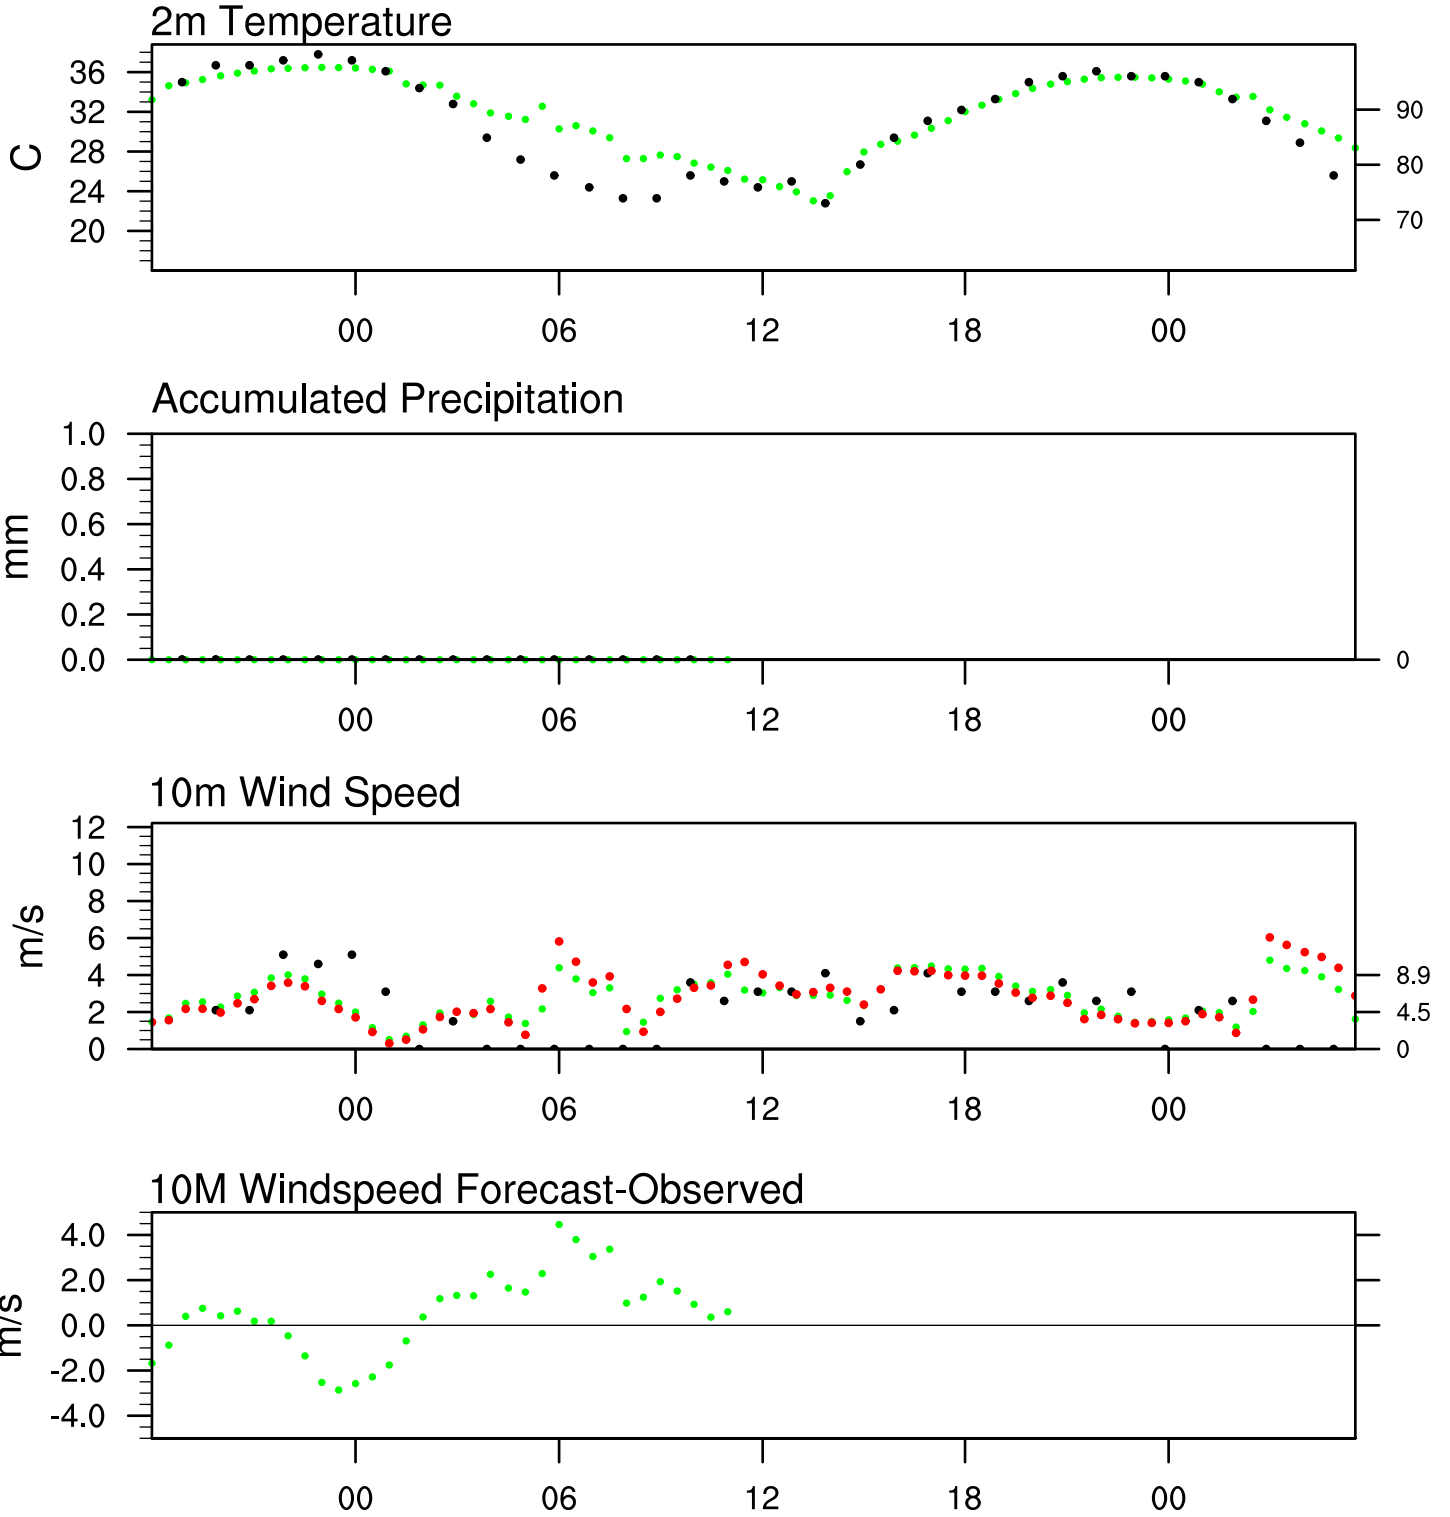 2m Temperature
C
36
32
28
24
20
90
80
70
00 06 12 18 00
Accumulated Precipitation
mm
1.0
0.8
0.6
0.4
0.2
0.0
0
00 06 12 18 00
10m Wind Speed
m/s
12
10
8
6
4
2
0
8.9
4.5
0
00 06 12 18 00
10M Windspeed Forecast-Observed
m/s
4.0
2.0
0.0
-2.0
-4.0
00 06 12 18 00